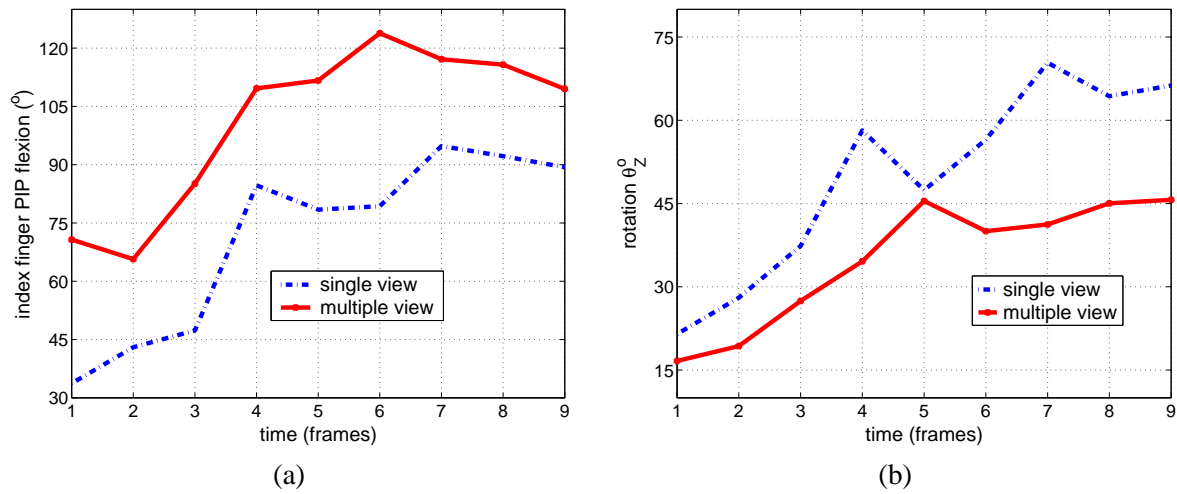 120
105
90
75
60
45
30
index finger PIP flexion (°)
single view
multiple view
1 2 3 4 5 6 7 8 9
time (frames)
(a)
75
60
45
30
15
rotation θ_Z^o
single view
multiple view
1 2 3 4 5 6 7 8 9
time (frames)
(b)